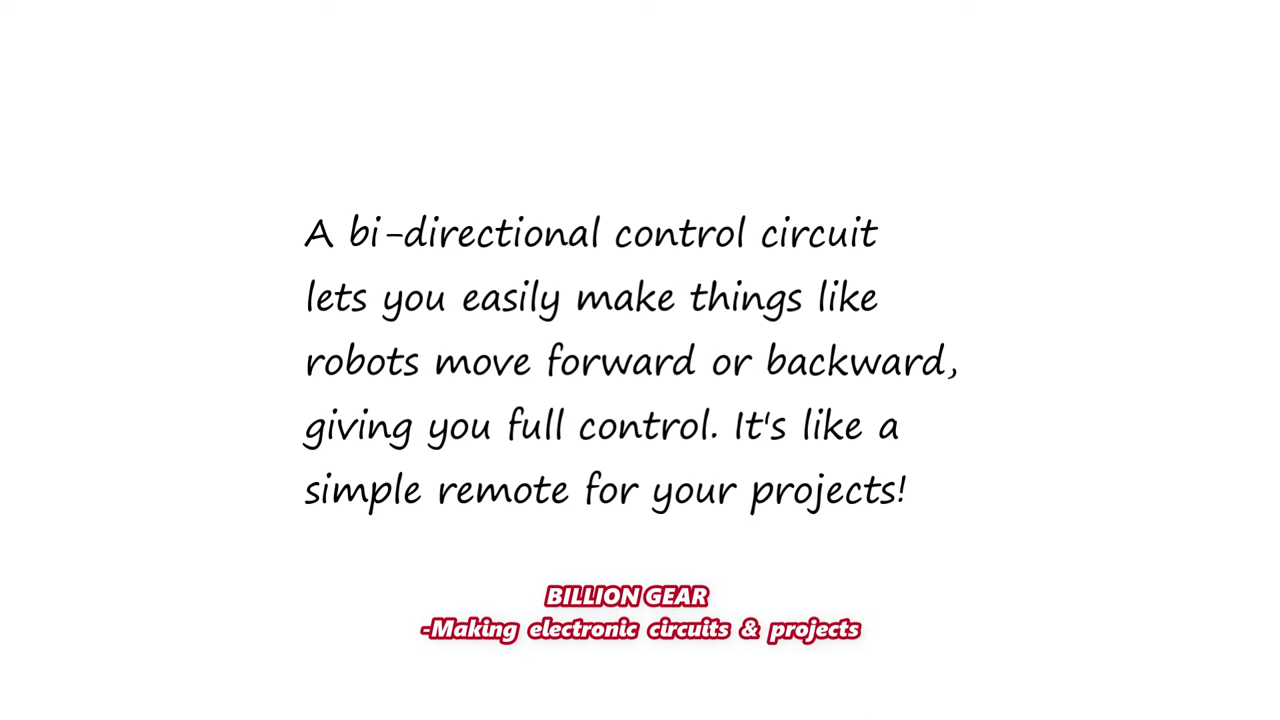 A bi-directional control circuit
lets you easily make things like
robots move forward or backward,
giving you full control. It's like a
simple remote for your projects!
BILLION GEAR
-Making electronic circuits & projects